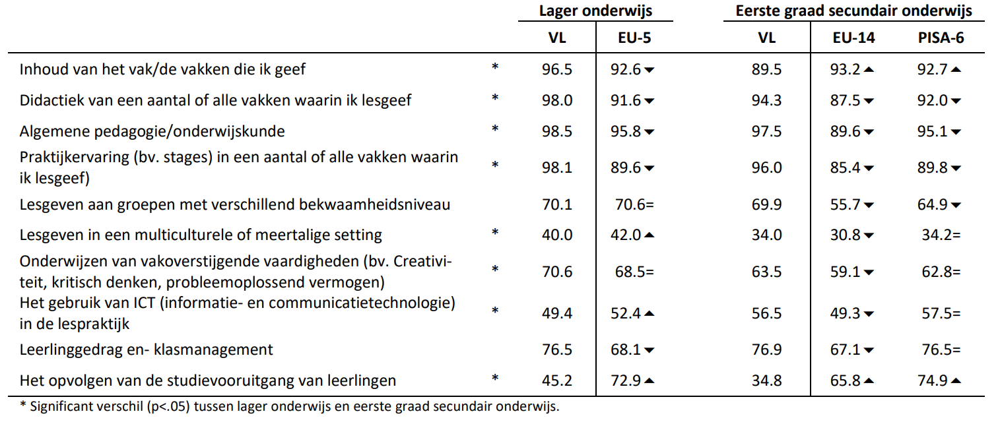 Lager onderwijs Eerste graad secundair onderwijs
VL EU-5 VL EU-14 PISA-6
Inhoud van het vak/de vakken die ik geef * 96.5 92.6▼ 89.5 93.2▲ 92.7▲
Didactiek van een aantal of alle vakken waarin ik lesgeef * 98.0 91.6▼ 94.3 87.5▼ 92.0▼
Algemene pedagogie/onderwijskunde * 98.5 95.8▼ 97.5 89.6▼ 95.1▼
Praktijkervaring (bv. stages) in een aantal of alle vakken waarin
ik lesgeef) * 98.1 89.6▼ 96.0 85.4▼ 89.8▼
Lesgeven aan groepen met verschillend bekwaamheidsniveau 70.1 70.6= 69.9 55.7▼ 64.9▼
Lesgeven in een multiculturele of meertalige setting * 40.0 42.0▲ 34.0 30.8▼ 34.2=
Onderwijzen van vakoverstijgende vaardigheden (bv. Creativi-
teit, kritisch denken, probleemoplossend vermogen) * 70.6 68.5= 63.5 59.1▼ 62.8=
Het gebruik van ICT (informatie- en communicatietechnologie)
in de lespraktijk * 49.4 52.4▲ 56.5 49.3▼ 57.5=
Leerlinggedrag en- klasmanagement 76.5 68.1▼ 76.9 67.1▼ 76.5=
Het opvolgen van de studievooruitgang van leerlingen * 45.2 72.9▲ 34.8 65.8▲ 74.9▲
* Significant verschil (p<.05) tussen lager onderwijs en eerste graad secundair onderwijs.